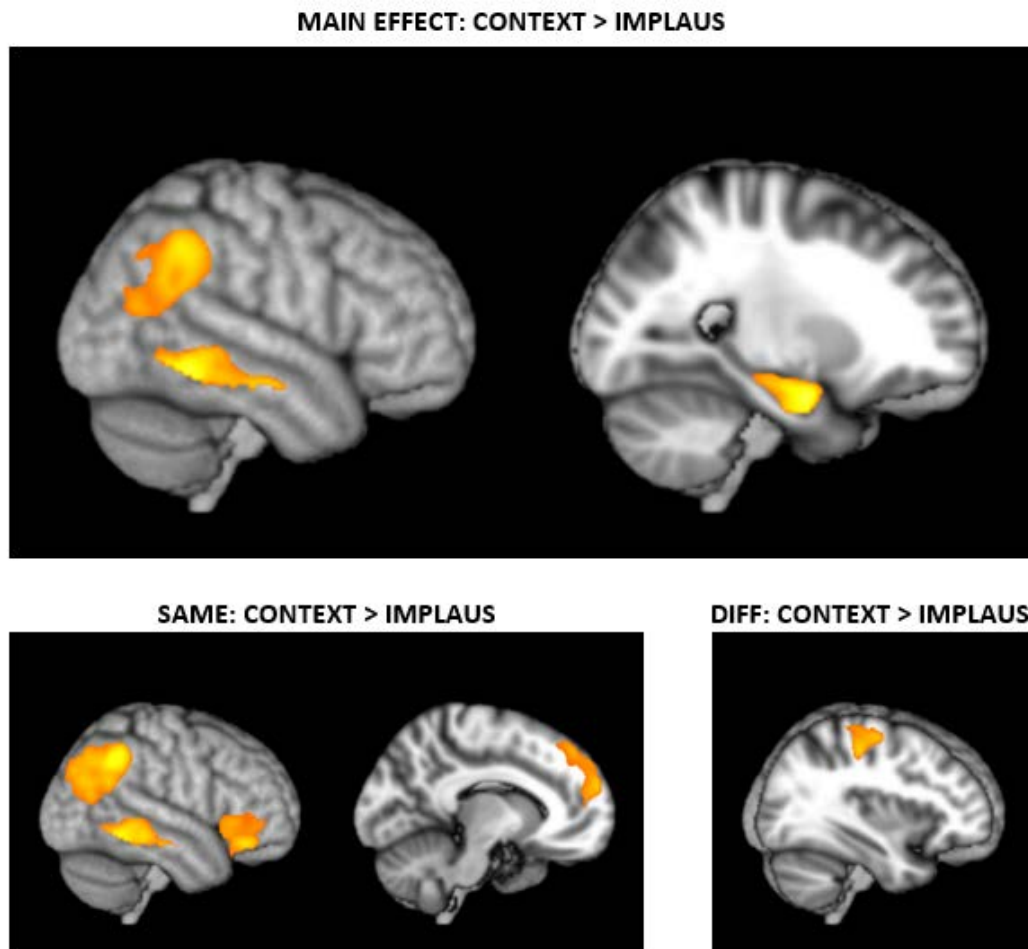 MAIN EFFECT: CONTEXT > IMPLAUS
SAME: CONTEXT > IMPLAUS
DIFF: CONTEXT > IMPLAUS